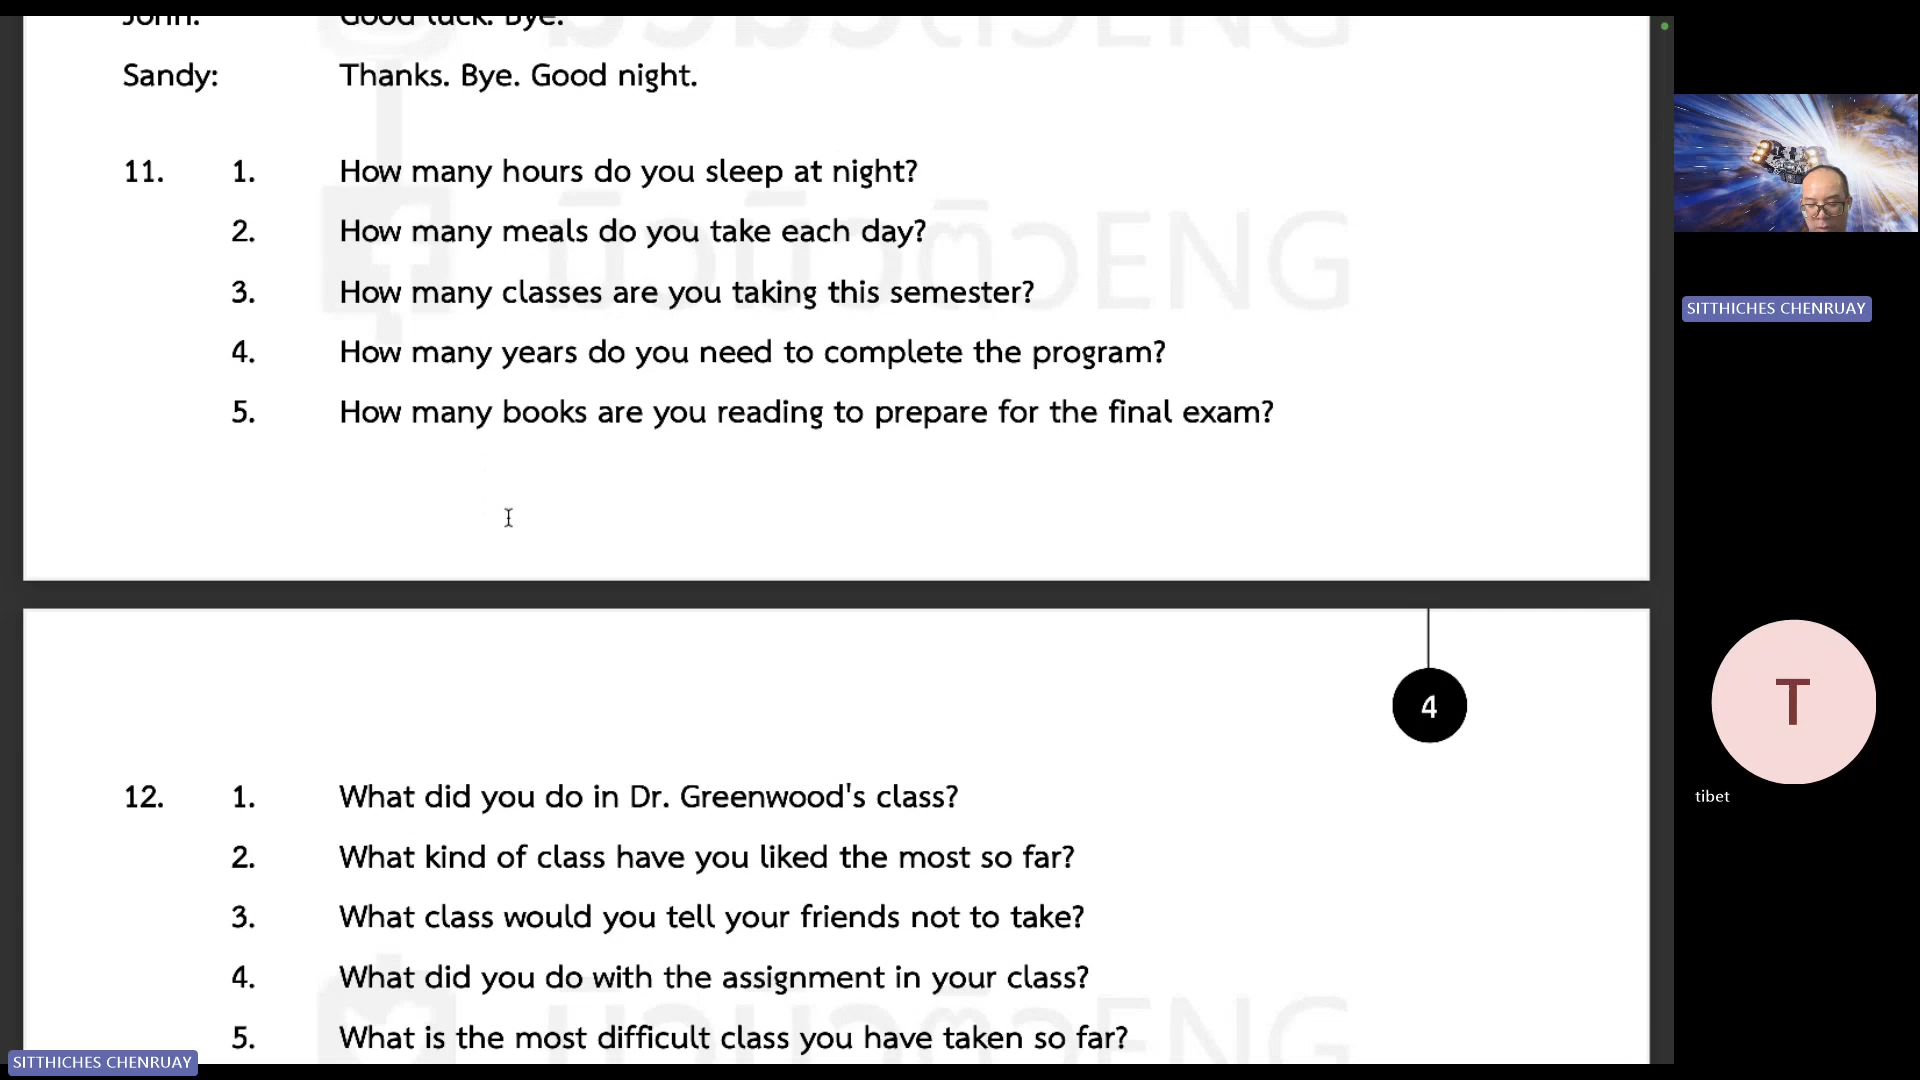 John: Good luck. Bye.
Sandy: Thanks. Bye. Good night.
11. 1. How many hours do you sleep at night?
2. How many meals do you take each day?
3. How many classes are you taking this semester?
4. How many years do you need to complete the program?
5. How many books are you reading to prepare for the final exam?
4
12. 1. What did you do in Dr. Greenwood's class?
2. What kind of class have you liked the most so far?
3. What class would you tell your friends not to take?
4. What did you do with the assignment in your class?
5. What is the most difficult class you have taken so far?
SITTHICHES CHENRUAY
SITTHICHES CHENRUAY
T
tibet